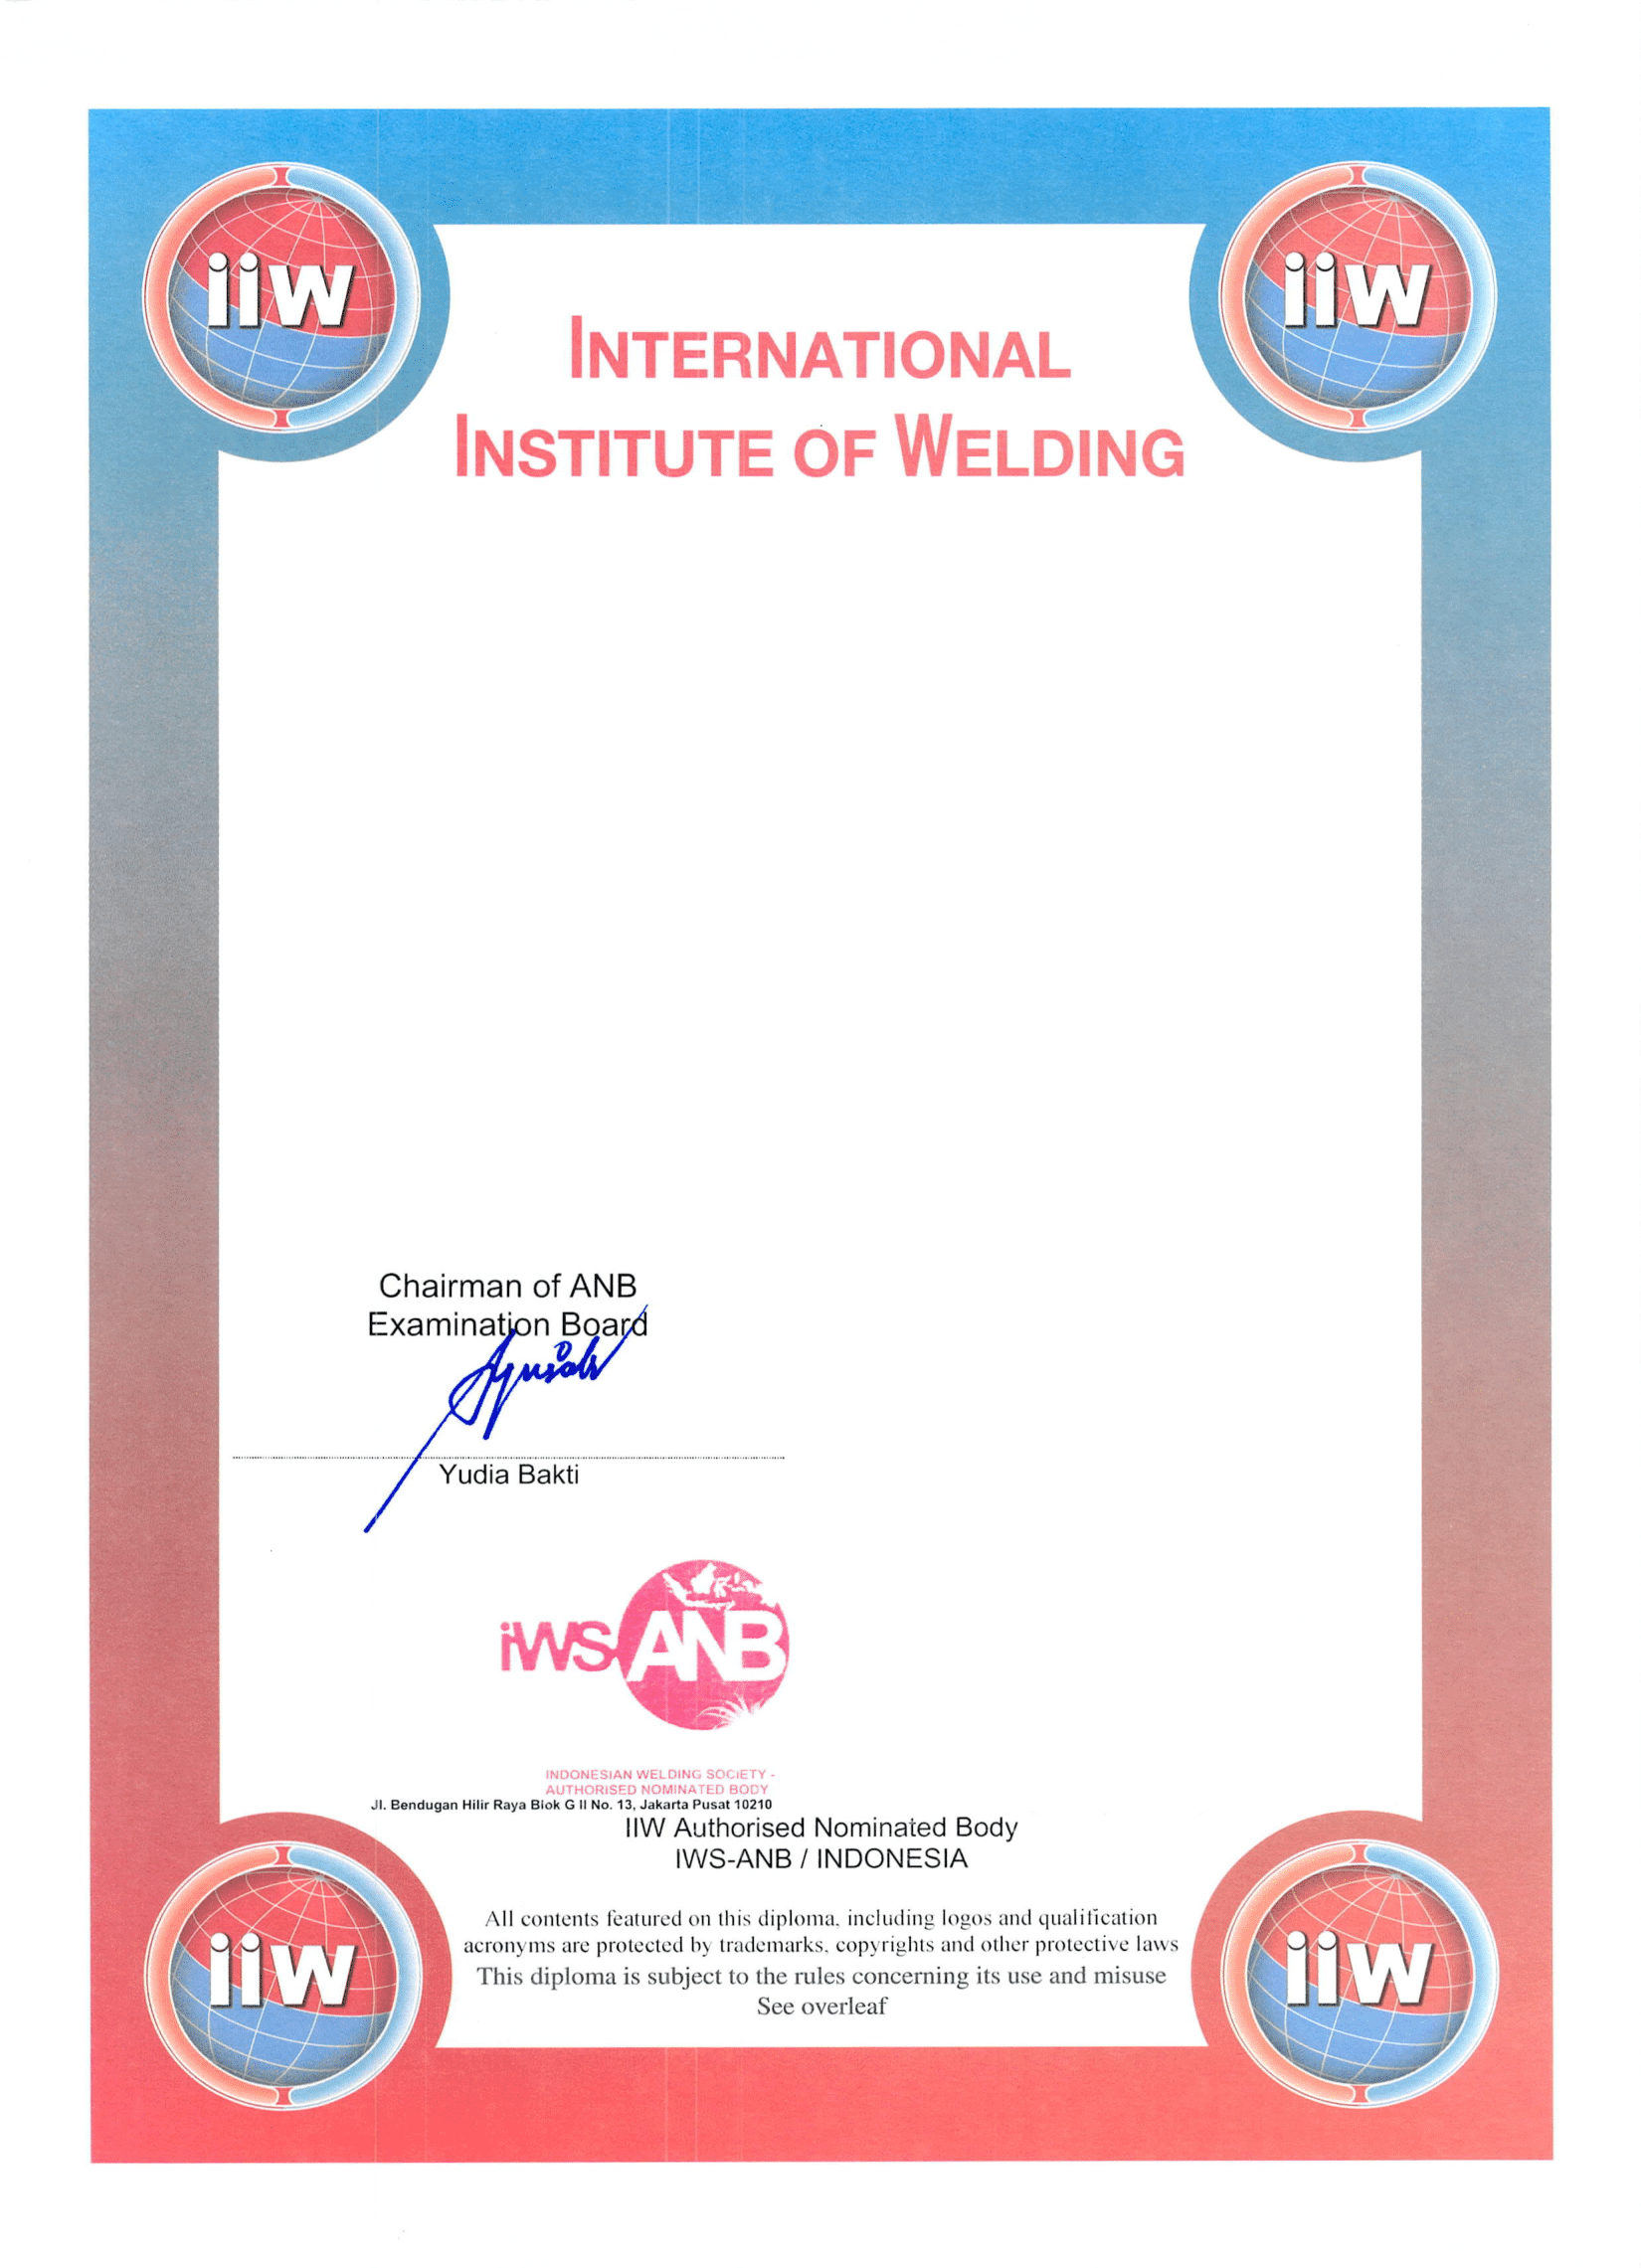 iiw
iiw
INTERNATIONAL
INSTITUTE OF WELDING
Chairman of ANB
Examination Board
Yudia Bakti
iWS ANB
INDONESIAN WELDING SOCIETY -
AUTHORISED NOMINATED BODY
Jl. Bendugan Hilir Raya Blok G II No. 13, Jakarta Pusat 10210
IIW Authorised Nominated Body
IWS-ANB / INDONESIA
iiw
iiw
All contents featured on this diploma, including logos and qualification
acronyms are protected by trademarks, copyrights and other protective laws
This diploma is subject to the rules concerning its use and misuse
See overleaf